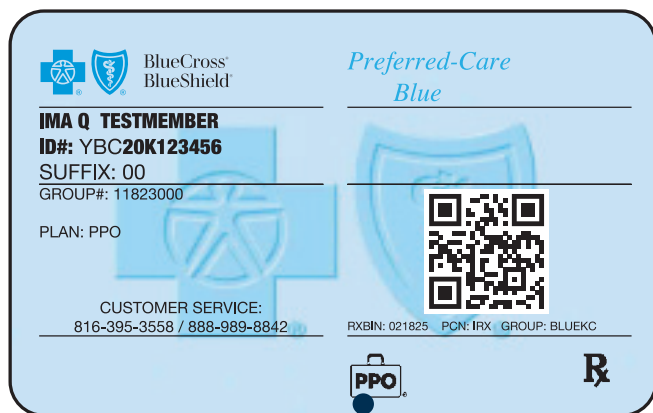 BlueCross®
BlueShield®
Preferred-Care
Blue
IMA Q TESTMEMBER
ID#: YBC20K123456
SUFFIX: 00
GROUP#: 11823000
PLAN: PPO
CUSTOMER SERVICE:
816-395-3558 / 888-989-8842
RXBIN: 021825 PCN: IRX GROUP: BLUEKC
PPO®
Rx